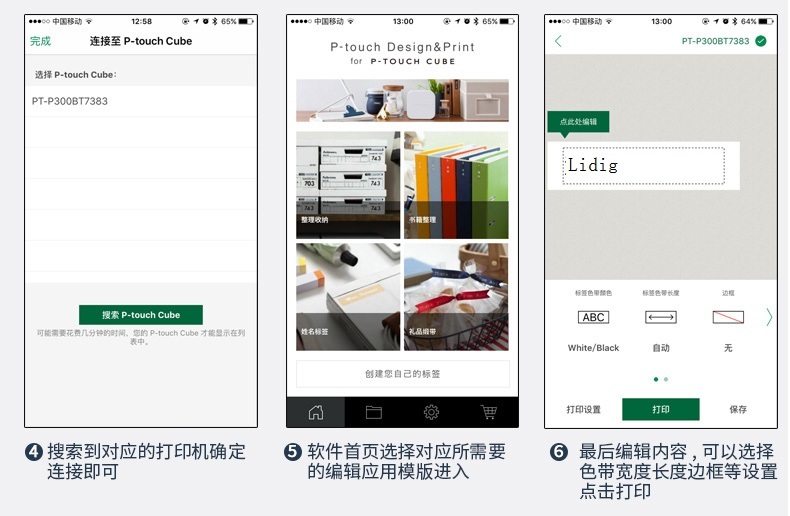 中国移动 12:58 65%
完成 连接至 P-touch Cube
选择 P-touch Cube:
PT-P300BT7383
搜索 P-touch Cube
可能需要花费几分钟的时间，您的 P-touch Cube 才能显示在列
表中。
4 搜索到对应的打印机确定
连接即可
中国移动 13:00 65%
P-touch Design&Print
for P-TOUCH CUBE
743
743
703
743
整理收纳
书籍整理
姓名标签
礼品缎带
创建您自己的标签
5 软件首页选择对应所需要
的编辑应用模版进入
中国移动 13:00 64%
PT-P300BT7383
点此处编辑
Lidig
标签色带颜色 标签色带长度 边框
ABC
White/Black 自动 无
打印设置 打印 保存
6 最后编辑内容，可以选择
色带宽度长度边框等设置
点击打印